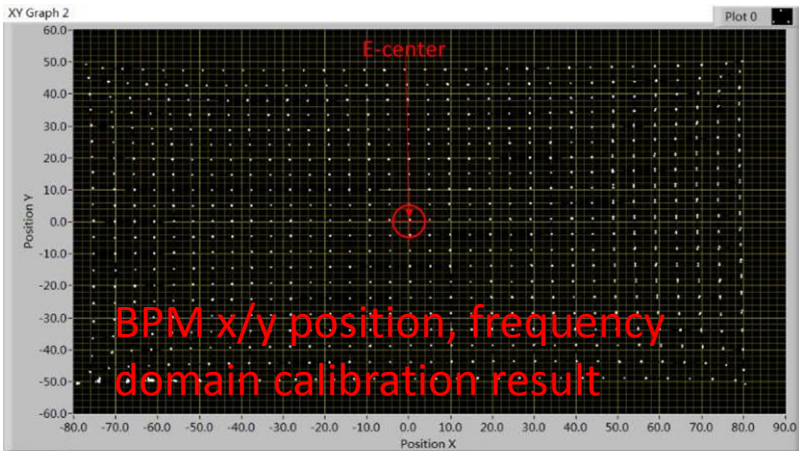 XY Graph 2
Plot 0
E-center
60.0
50.0
40.0
30.0
20.0
10.0
0.0
-10.0
-20.0
-30.0
-40.0
-50.0
-60.0
Position Y
BPM x/y position, frequency
domain calibration result
-80.0 -70.0 -60.0 -50.0 -40.0 -30.0 -20.0 -10.0 0.0 10.0 20.0 30.0 40.0 50.0 60.0 70.0 80.0 90.0
Position X